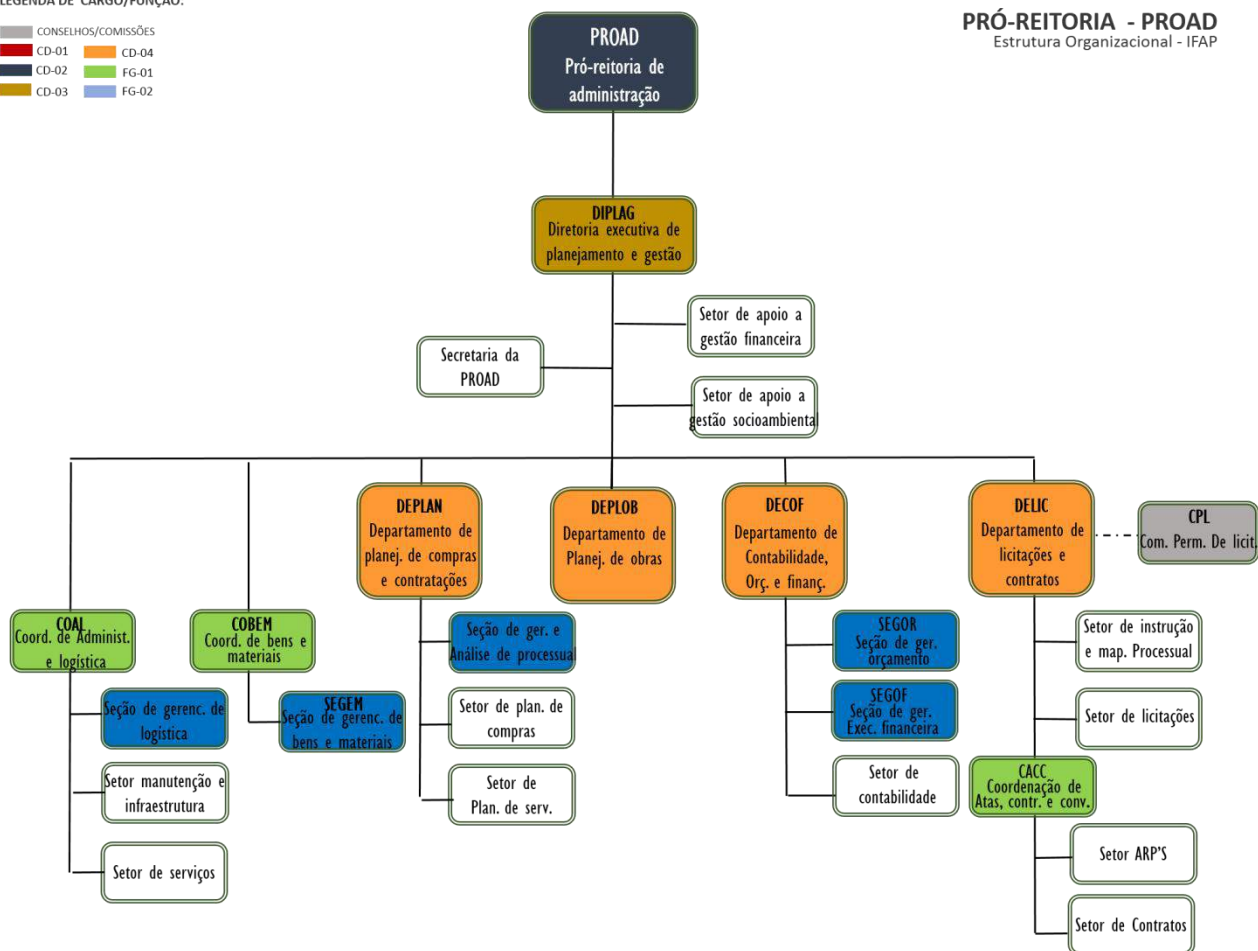 LEGENDA DE CARGO/FUNÇÃO:
CONSELHOS/COMISSÕES
CD-01
CD-04
CD-02
FG-01
CD-03
FG-02
PRÓ-REITORIA - PROAD
Estrutura Organizacional - IFAP
PROAD
Pró-reitoria de
administração
DIPLAG
Diretoria executiva de
planejamento e gestão
Setor de apoio a
gestão financeira
Secretaria da
PROAD
Setor de apoio a
gestão socioambiental
DEPLAN
Departamento de
planej. de compras
e contratações
DEPLOB
Departamento de
Planej. de obras
DECOF
Departamento de
Contabilidade,
Orç. e finanç.
DELIC
Departamento de
licitações e
contratos
CPL
Com. Perm. De licit.
COAL
Coord. de Administ.
e logística
COBEM
Coord. de bens e
materiais
Seção de ger. e
Análise de processual
SEGOR
Seção de ger.
orçamento
Setor de instrução
e map. Processual
Seção de gerenc. de
logística
SEGEM
Seção de gerenc. de
bens e materiais
Setor de plan. de
compras
SEGOF
Seção de ger.
Exec. financeira
Setor de licitações
Setor manutenção e
infraestrutura
Setor de
Plan. de serv.
Setor de
contabilidade
CACC
Coordenação de
Atas, contr. e conv.
Setor de serviços
Setor ARP'S
Setor de Contratos